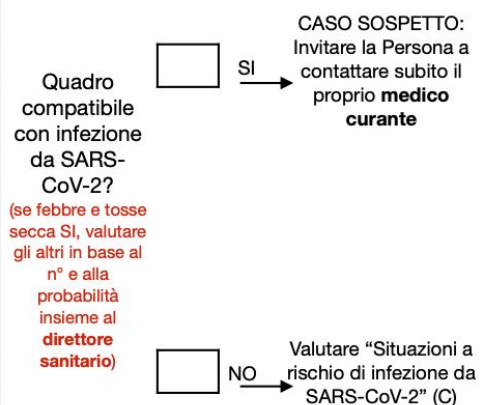 Quadro
compatibile
con infezione
da SARS-
CoV-2?
(se febbre e tosse
secca SI, valutare
gli altri in base al
n° e alla
probabilità
insieme al
direttore
sanitario)
SI
CASO SOSPETTO:
Invitare la Persona a
contattare subito il
proprio medico
curante
NO
Valutare “Situazioni a
rischio di infezione da
SARS-CoV-2” (C)